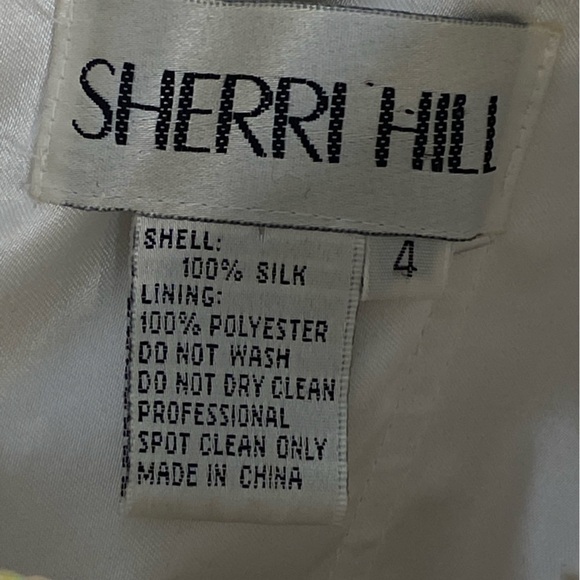 SHERRI HILL
SHELL:
100% SILK
LINING:
100% POLYESTER
DO NOT WASH
DO NOT DRY CLEAN
PROFESSIONAL
SPOT CLEAN ONLY
MADE IN CHINA
4